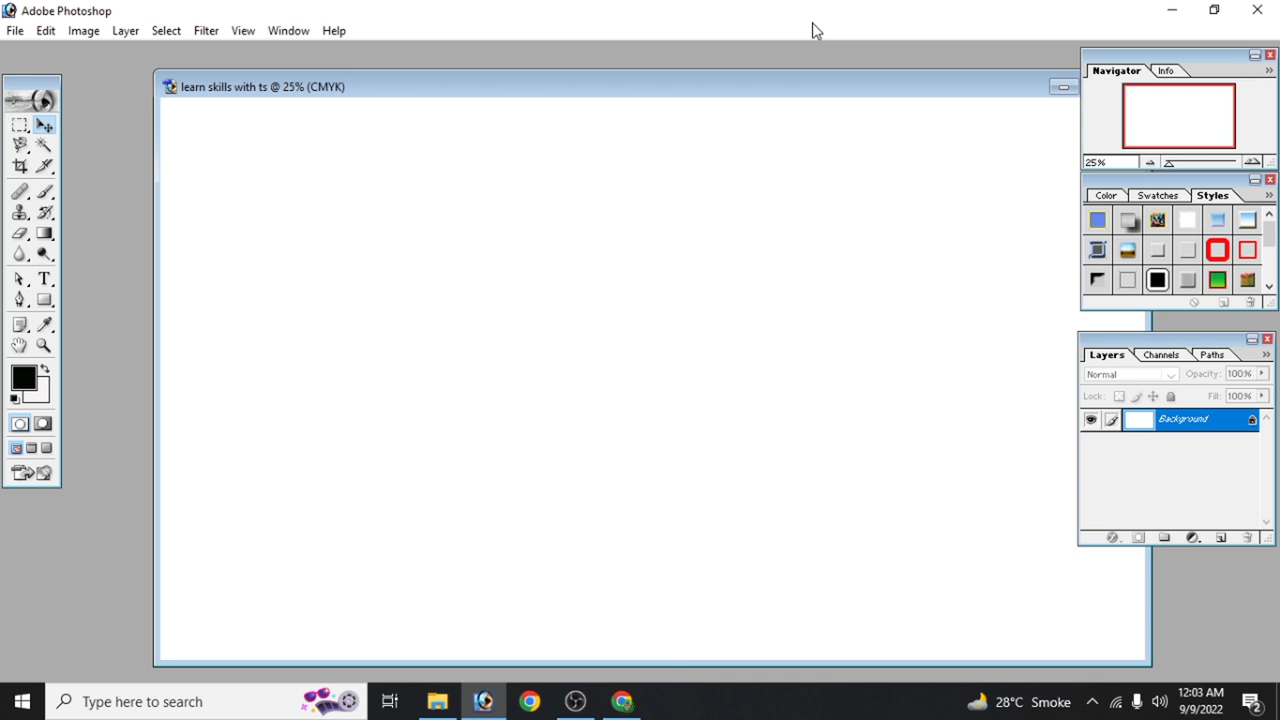 Adobe Photoshop
File Edit Image Layer Select Filter View Window Help
learn skills with ts @ 25% (CMYK)
Navigator Info
25%
Color Swatches Styles
Layers Channels Paths
Normal Opacity: 100%
Lock: Fill: 100%
Background
Type here to search
28°C Smoke
12:03 AM
9/9/2022
2